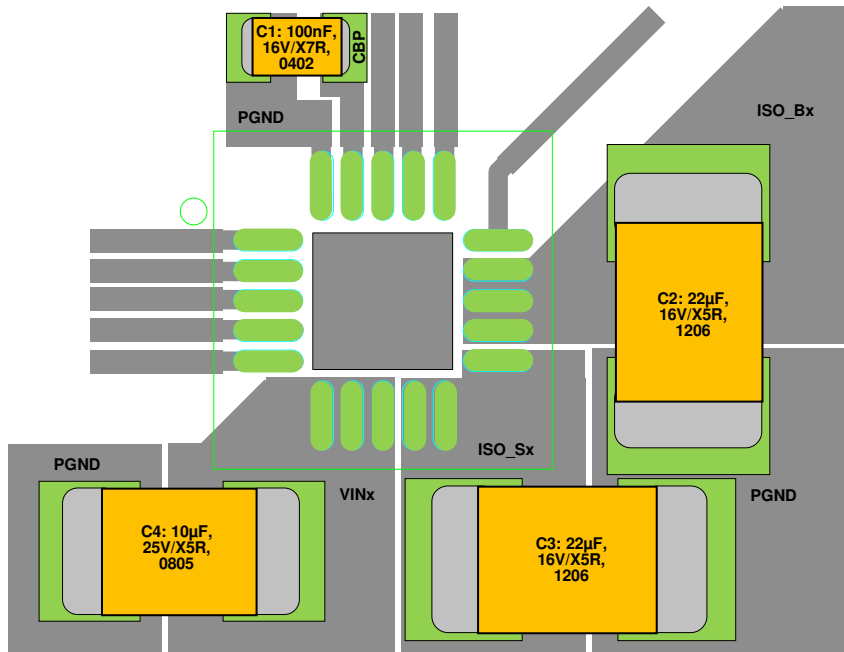 C1: 100nF,
16V/X7R,
0402
CBP
PGND
ISO_Bx
C2: 22µF,
16V/X5R,
1206
ISO_Sx
PGND
VINx
PGND
C4: 10µF,
25V/X5R,
0805
C3: 22µF,
16V/X5R,
1206